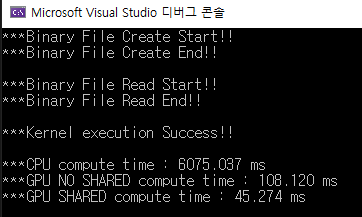 Microsoft Visual Studio 디버그 콘솔
***Binary File Create Start!!
***Binary File Create End!!
***Binary File Read Start!!
***Binary File Read End!!
***Kernel execution Success!!
***CPU compute time : 6075.037 ms
***GPU NO SHARED compute time : 108.120 ms
***GPU SHARED compute time : 45.274 ms